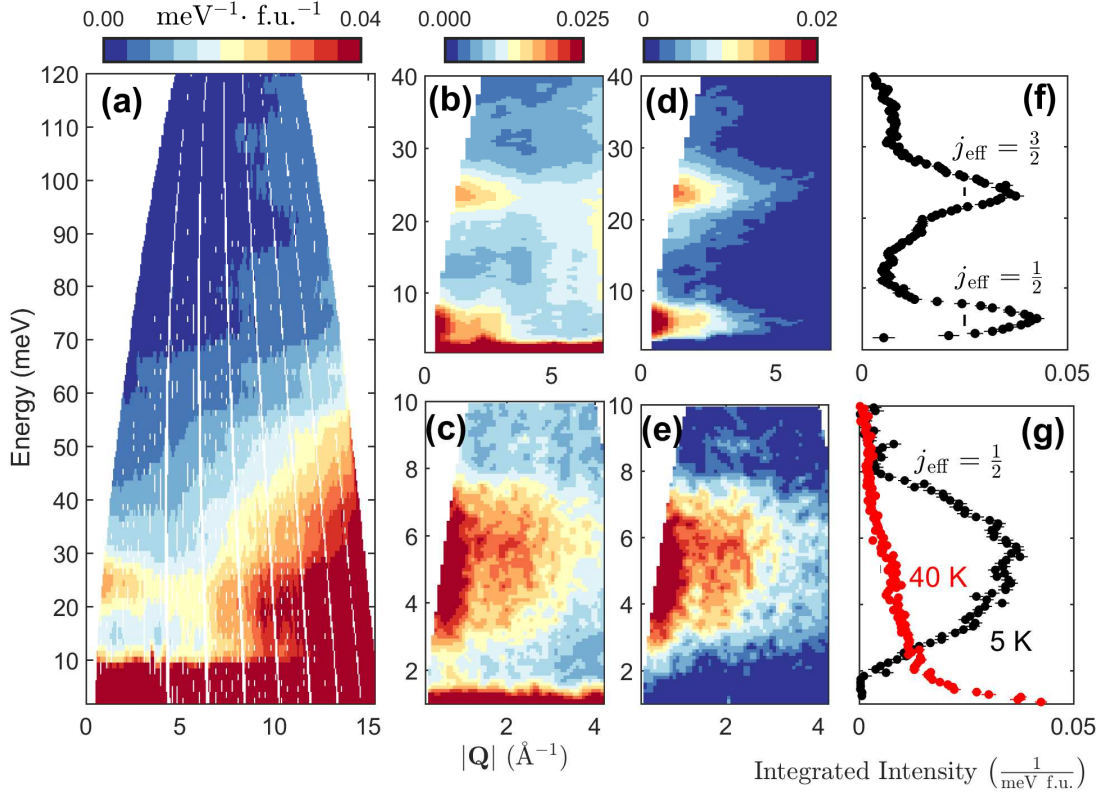 0.00 meV⁻¹· f.u.⁻¹ 0.04
0.000 0.025
0 0.02
(a)
120
110
100
90
80
70
60
50
40
30
20
10
0 5 10 15
Energy (meV)
(b)
40
30
20
10
0 5
(d)
40
30
20
10
0 5
(f)
j_eff = 3/2
j_eff = 1/2
0 0.05
(c)
10
8
6
4
2
0 2 4
|Q| (Å⁻¹)
(e)
10
8
6
4
2
0 2 4
(g)
j_eff = 1/2
40 K
5 K
0 0.05
Integrated Intensity (1/meV f.u.)